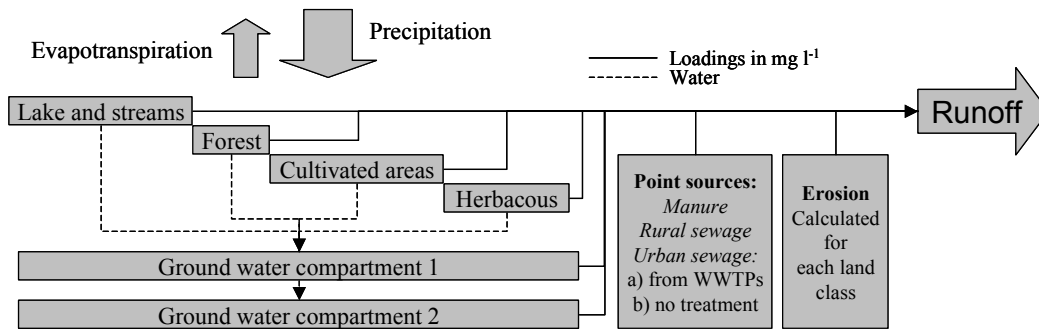 Evapotranspiration
Precipitation
Loadings in mg l-1
Water
Lake and streams
Runoff
Forest
Cultivated areas
Herbacous
Point sources:
Manure
Rural sewage
Urban sewage:
a) from WWTPs
b) no treatment
Erosion
Calculated
for
each land
class
Ground water compartment 1
Ground water compartment 2